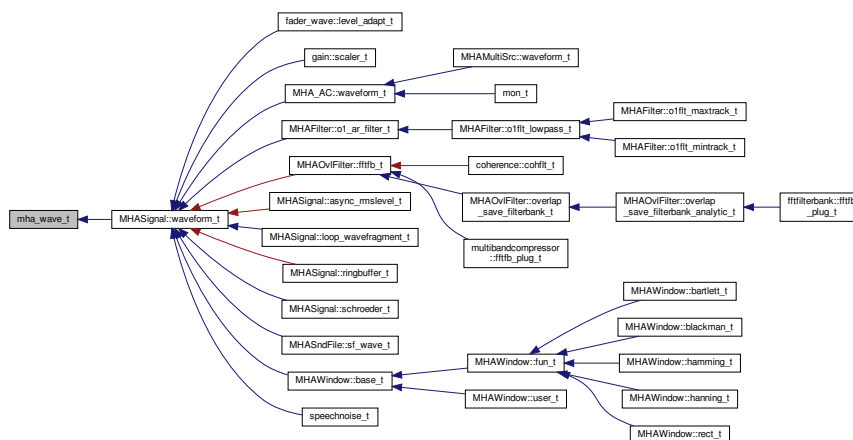 fader_wave::level_adapt_t
gain::scaler_t
MHAMultiSrc::waveform_t
MHA_AC::waveform_t
mon_t
MHAFilter::o1flt_maxtrack_t
MHAFilter::o1_ar_filter_t
MHAFilter::o1flt_lowpass_t
MHAFilter::o1flt_mintrack_t
MHAOvlFilter::fftfb_t
coherence::cohflt_t
MHASignal::async_rmslevel_t
MHAOvlFilter::overlap
_save_filterbank_t
MHAOvlFilter::overlap
_save_filterbank_analytic_t
fftfilterbank::fftfb
_plug_t
mha_wave_t
MHASignal::waveform_t
MHASignal::loop_wavefragment_t
multibandcompressor
::fftfb_plug_t
MHASignal::ringbuffer_t
MHASignal::schroeder_t
MHAWindow::bartlett_t
MHAWindow::blackman_t
MHASndFile::sf_wave_t
MHAWindow::fun_t
MHAWindow::hamming_t
MHAWindow::base_t
MHAWindow::user_t
MHAWindow::hanning_t
speechnoise_t
MHAWindow::rect_t